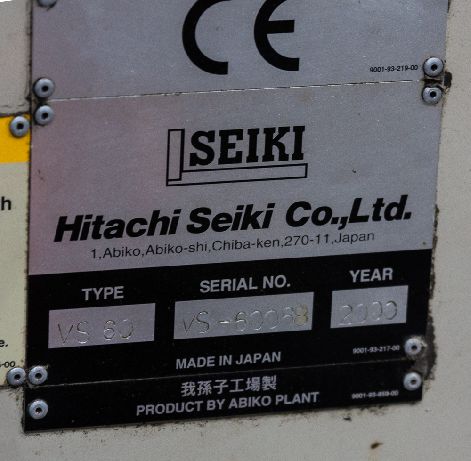 CE
9001-93-219-00
SEIKI
Hitachi Seiki Co.,Ltd.
1,Abiko,Abiko-shi,Chiba-ken,270-11,Japan
TYPE SERIAL NO. YEAR
VS 60 2000
MADE IN JAPAN
9001-93-217-00
我孫子工場製
PRODUCT BY ABIKO PLANT